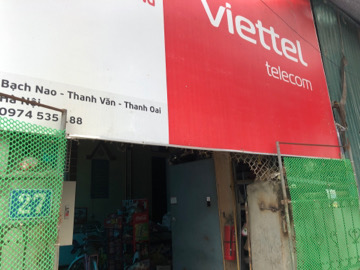 viettel
telecom
Bạch Nao - Thanh Văn - Thanh Oai
Hà Nội
0974 535 88
27